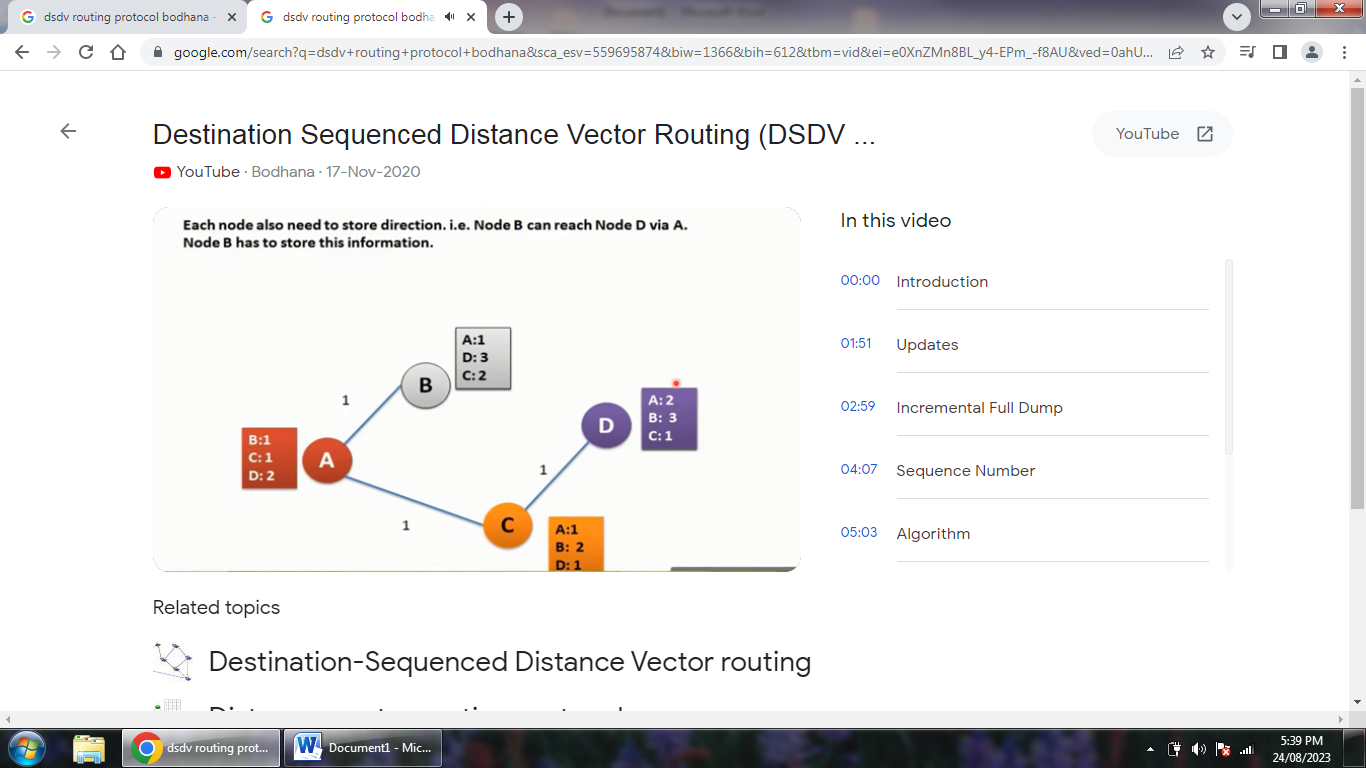 dsdv routing protocol bodhana -
dsdv routing protocol bodha
google.com/search?q=dsdv+routing+protocol+bodhana&sca_esv=559695874&biw=1366&bih=612&tbm=vid&ei=e0XnZMn8BL_y4-EPm_-f8AU&ved=0ahU...
Destination Sequenced Distance Vector Routing (DSDV ...
YouTube
YouTube · Bodhana · 17-Nov-2020
Each node also need to store direction. i.e. Node B can reach Node D via A.
Node B has to store this information.
A:1
D: 3
C: 2
B
1
A: 2
B: 3
C: 1
D
B:1
C: 1
D: 2
A
1
1
C
A:1
B: 2
D: 1
In this video
00:00 Introduction
01:51 Updates
02:59 Incremental Full Dump
04:07 Sequence Number
05:03 Algorithm
Related topics
Destination-Sequenced Distance Vector routing
dsdv routing prot...
Document1 - Mic...
5:39 PM
24/08/2023